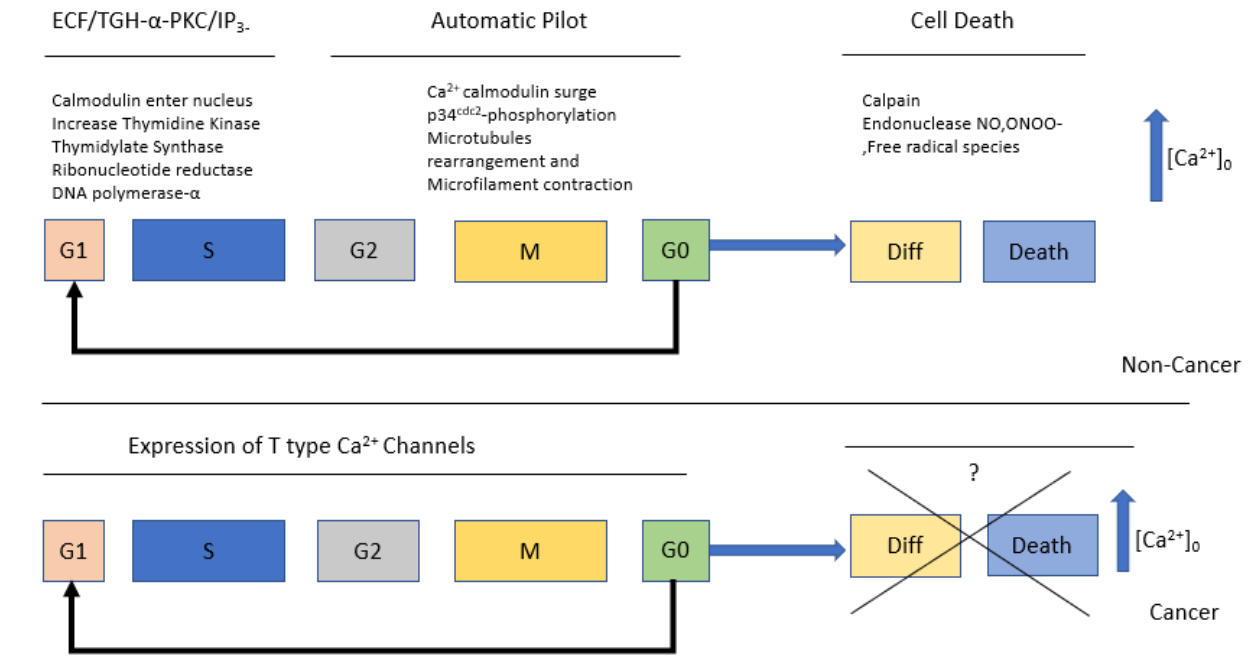 ECF/TGH-α-PKC/IP₃-
Automatic Pilot
Cell Death
Calmodulin enter nucleus
Increase Thymidine Kinase
Thymidylate Synthase
Ribonucleotide reductase
DNA polymerase-α
Ca²⁺ calmodulin surge
p34ᶜᵈᶜ²-phosphorylation
Microtubules
rearrangement and
Microfilament contraction
Calpain
Endonuclease NO,ONOO-
,Free radical species
[Ca²⁺]₀
G1
S
G2
M
G0
Diff
Death
Non-Cancer
Expression of T type Ca²⁺ Channels
?
G1
S
G2
M
G0
Diff
Death
[Ca²⁺]₀
Cancer